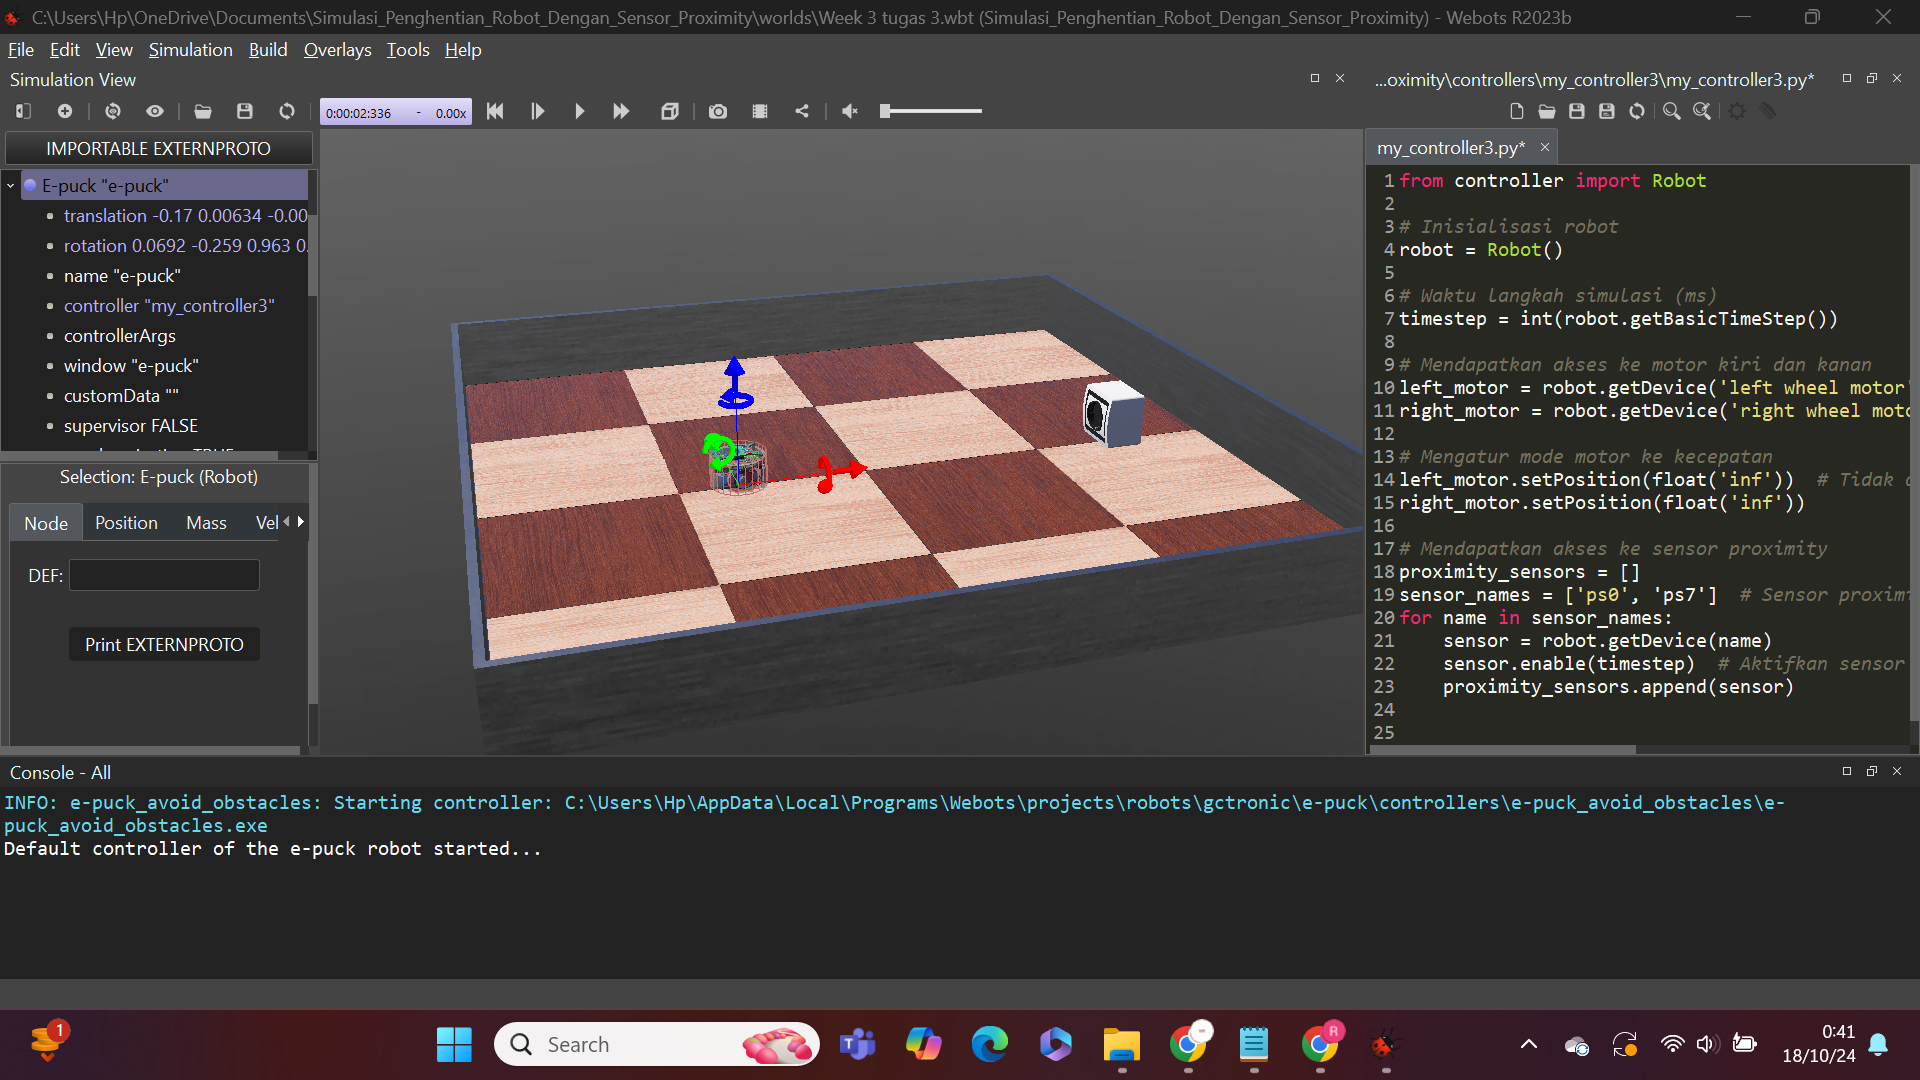 C:\Users\Hp\OneDrive\Documents\Simulasi_Penghentian_Robot_Dengan_Sensor_Proximity\worlds\Week 3 tugas 3.wbt (Simulasi_Penghentian_Robot_Dengan_Sensor_Proximity) - Webots R2023b
File Edit View Simulation Build Overlays Tools Help
Simulation View
...oximity\controllers\my_controller3\my_controller3.py*
0:00:02:336 - 0.00x
IMPORTABLE EXTERNPROTO
E-puck "e-puck"
translation -0.17 0.00634 -0.00
rotation 0.0692 -0.259 0.963 0.
name "e-puck"
controller "my_controller3"
controllerArgs
window "e-puck"
customData ""
supervisor FALSE
Selection: E-puck (Robot)
Node Position Mass Vel
DEF:
Print EXTERNPROTO
my_controller3.py*
1 from controller import Robot
2
3 # Inisialisasi robot
4 robot = Robot()
5
6 # Waktu langkah simulasi (ms)
7 timestep = int(robot.getBasicTimeStep())
8
9 # Mendapatkan akses ke motor kiri dan kanan
10 left_motor = robot.getDevice('left wheel motor'
11 right_motor = robot.getDevice('right wheel moto
12
13 # Mengatur mode motor ke kecepatan
14 left_motor.setPosition(float('inf'))  # Tidak
15 right_motor.setPosition(float('inf'))
16
17 # Mendapatkan akses ke sensor proximity
18 proximity_sensors = []
19 sensor_names = ['ps0', 'ps7']  # Sensor proxim
20 for name in sensor_names:
21     sensor = robot.getDevice(name)
22     sensor.enable(timestep)  # Aktifkan sensor
23     proximity_sensors.append(sensor)
24
25
Console - All
INFO: e-puck_avoid_obstacles: Starting controller: C:\Users\Hp\AppData\Local\Programs\Webots\projects\robots\gctronic\e-puck\controllers\e-puck_avoid_obstacles\e-
puck_avoid_obstacles.exe
Default controller of the e-puck robot started...
1
Search
R
0:41
18/10/24